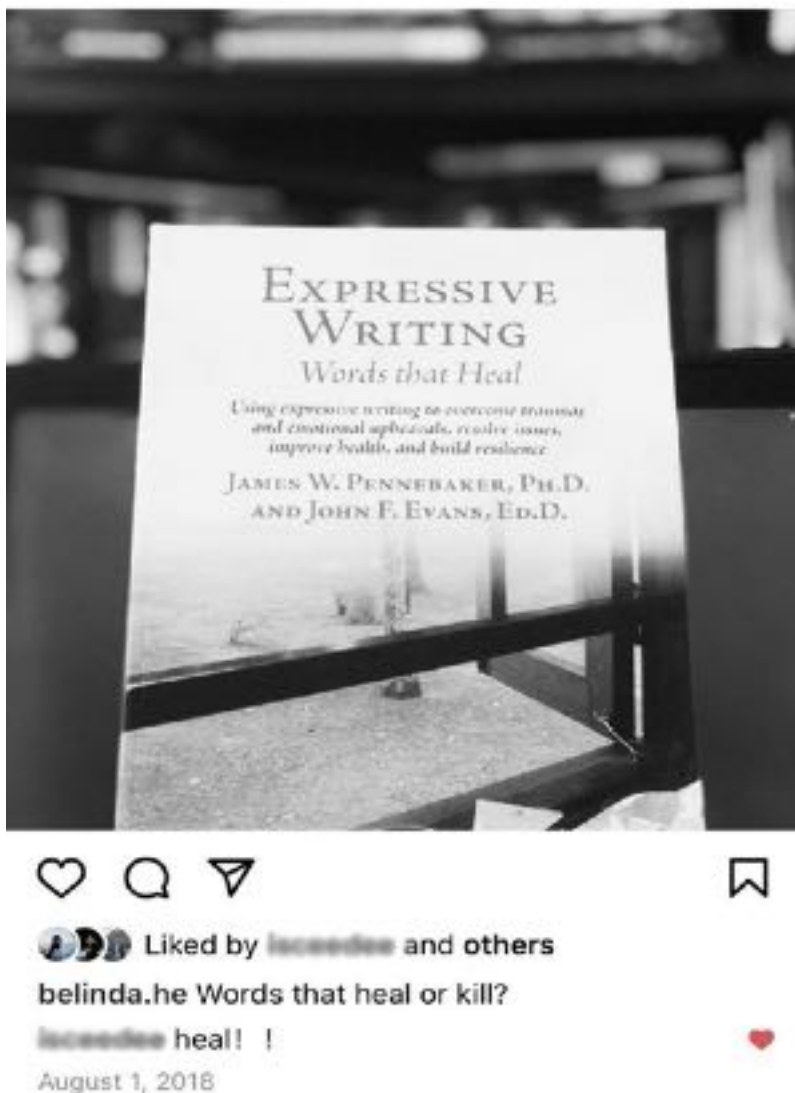 EXPRESSIVE
WRITING
Words that Heal
Using expressive writing to overcome traumas
and emotional upheavals, resolve issues,
improve health, and build resilience
JAMES W. PENNEBAKER, PH.D.
AND JOHN F. EVANS, ED.D.
Liked by and others
belinda.he Words that heal or kill?
heal! !
August 1, 2018